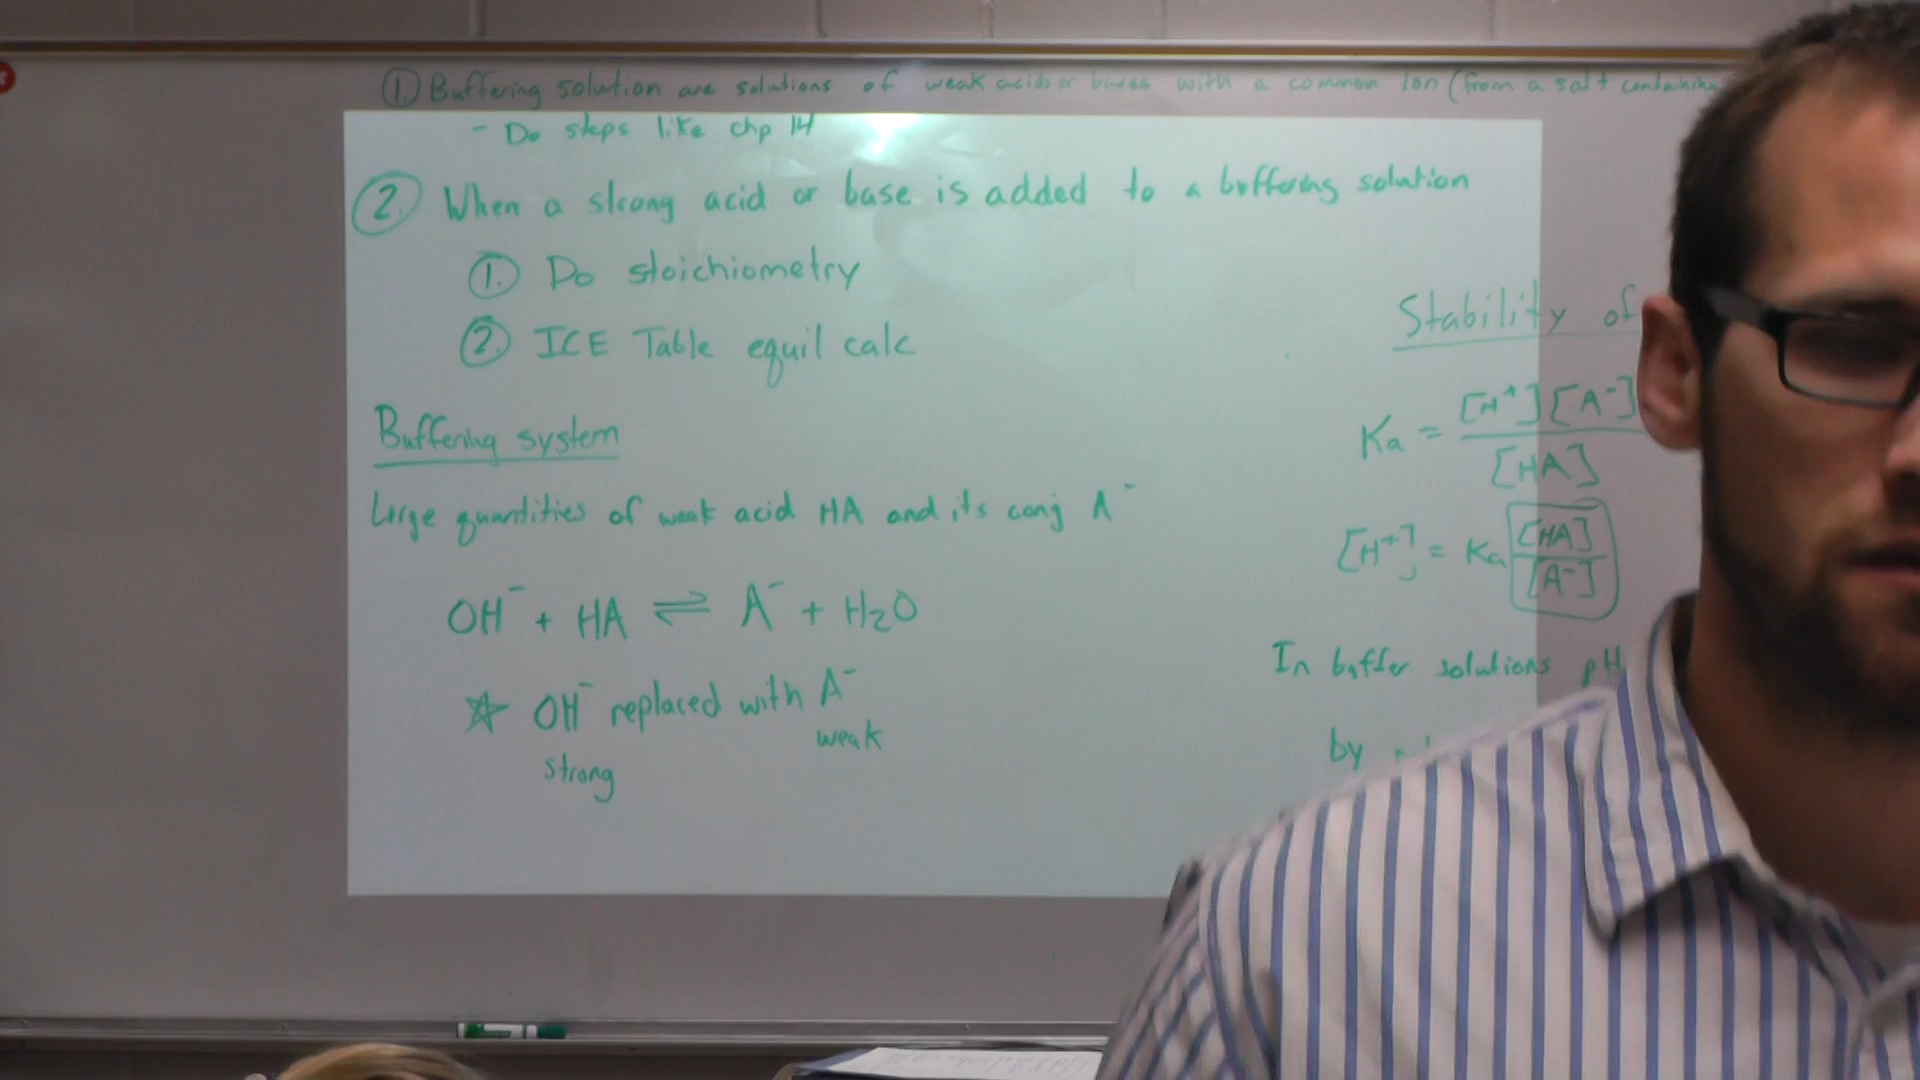 ① Buffering solution are solutions of weak acids or bases with a common ion (from a salt containing
- Do steps like chp 14
② When a strong acid or base is added to a buffering solution
① Do stoichiometry
② ICE Table equil calc
Buffering system
Large quantities of weak acid HA and its conj A⁻
OH⁻ + HA ⇌ A⁻ + H₂O
☆ OH⁻ replaced with A⁻
strong weak
Stability of
Ka = [H⁺][A⁻] / [HA]
[H⁺] = Ka [HA] / [A⁻]
In buffer solutions pH
by